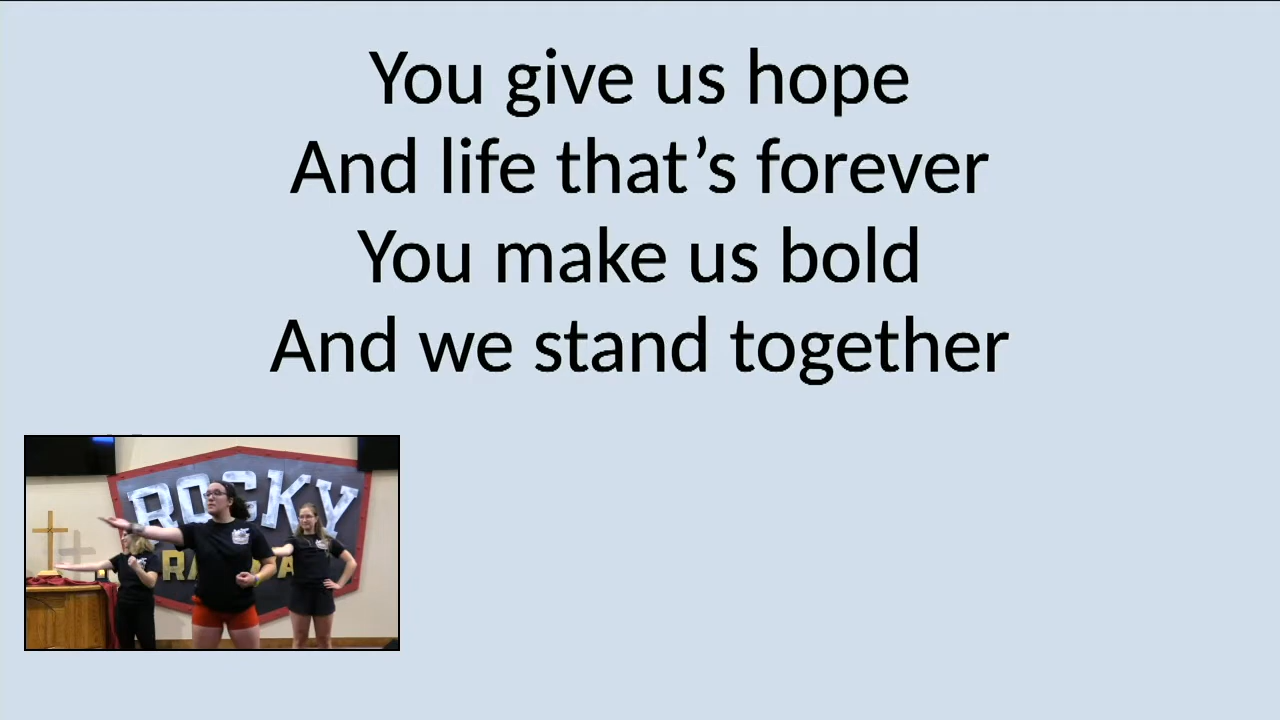 You give us hope
And life that’s forever
You make us bold
And we stand together
ROCKY